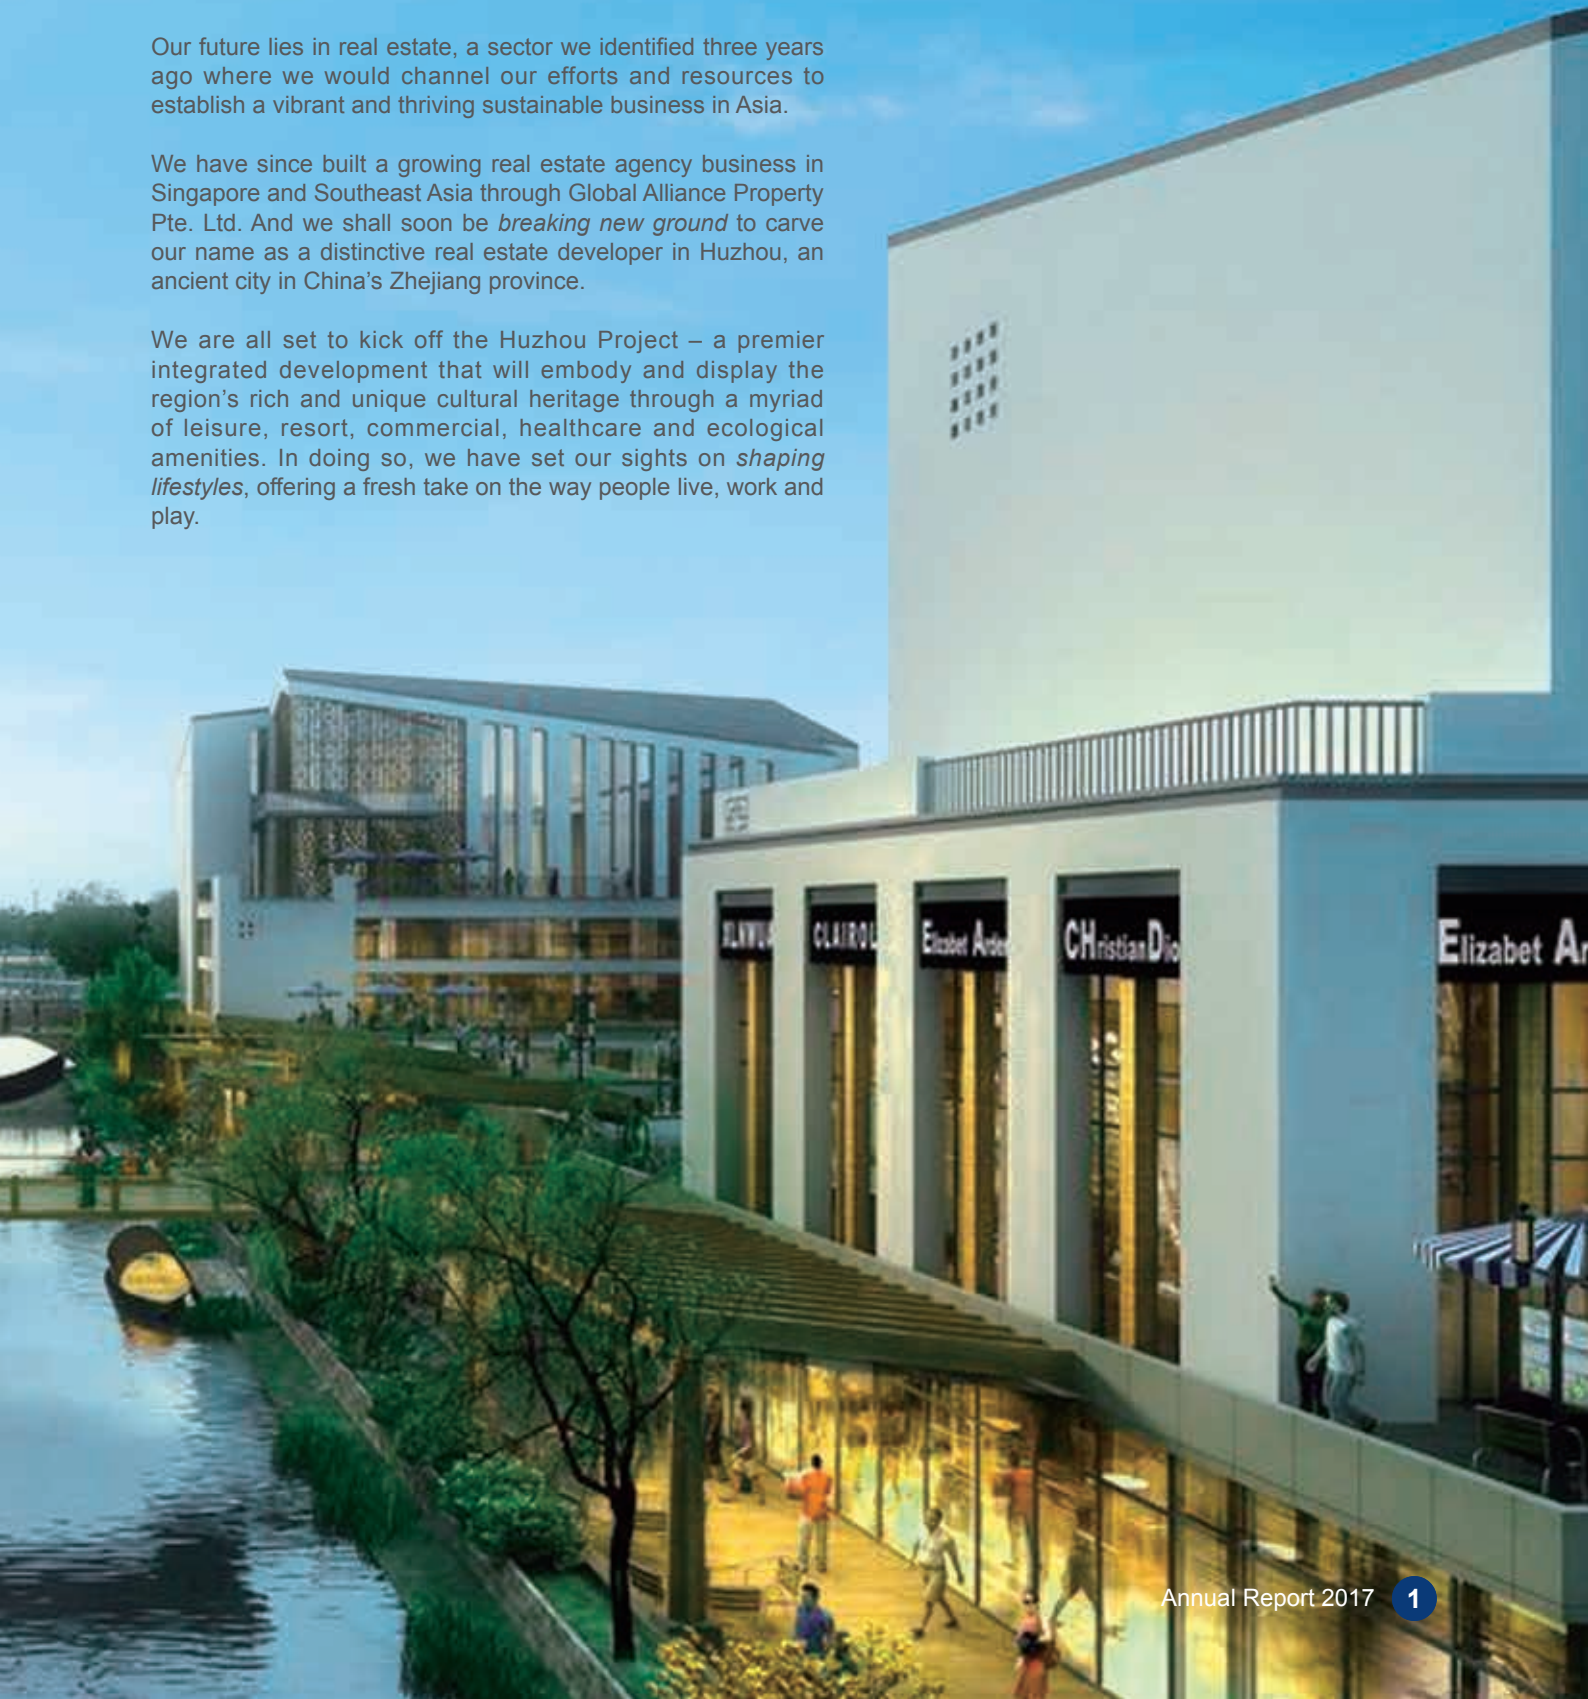 Our future lies in real estate, a sector we identified three years
ago where we would channel our efforts and resources to
establish a vibrant and thriving sustainable business in Asia.
We have since built a growing real estate agency business in
Singapore and Southeast Asia through Global Alliance Property
Pte. Ltd. And we shall soon be breaking new ground to carve
our name as a distinctive real estate developer in Huzhou, an
ancient city in China’s Zhejiang province.
We are all set to kick off the Huzhou Project – a premier
integrated development that will embody and display the
region’s rich and unique cultural heritage through a myriad
of leisure, resort, commercial, healthcare and ecological
amenities. In doing so, we have set our sights on shaping
lifestyles, offering a fresh take on the way people live, work and
play.
CLAIROL
Elizabet Arden
CHristian Dio
Elizabet Ar
Annual Report 2017 1